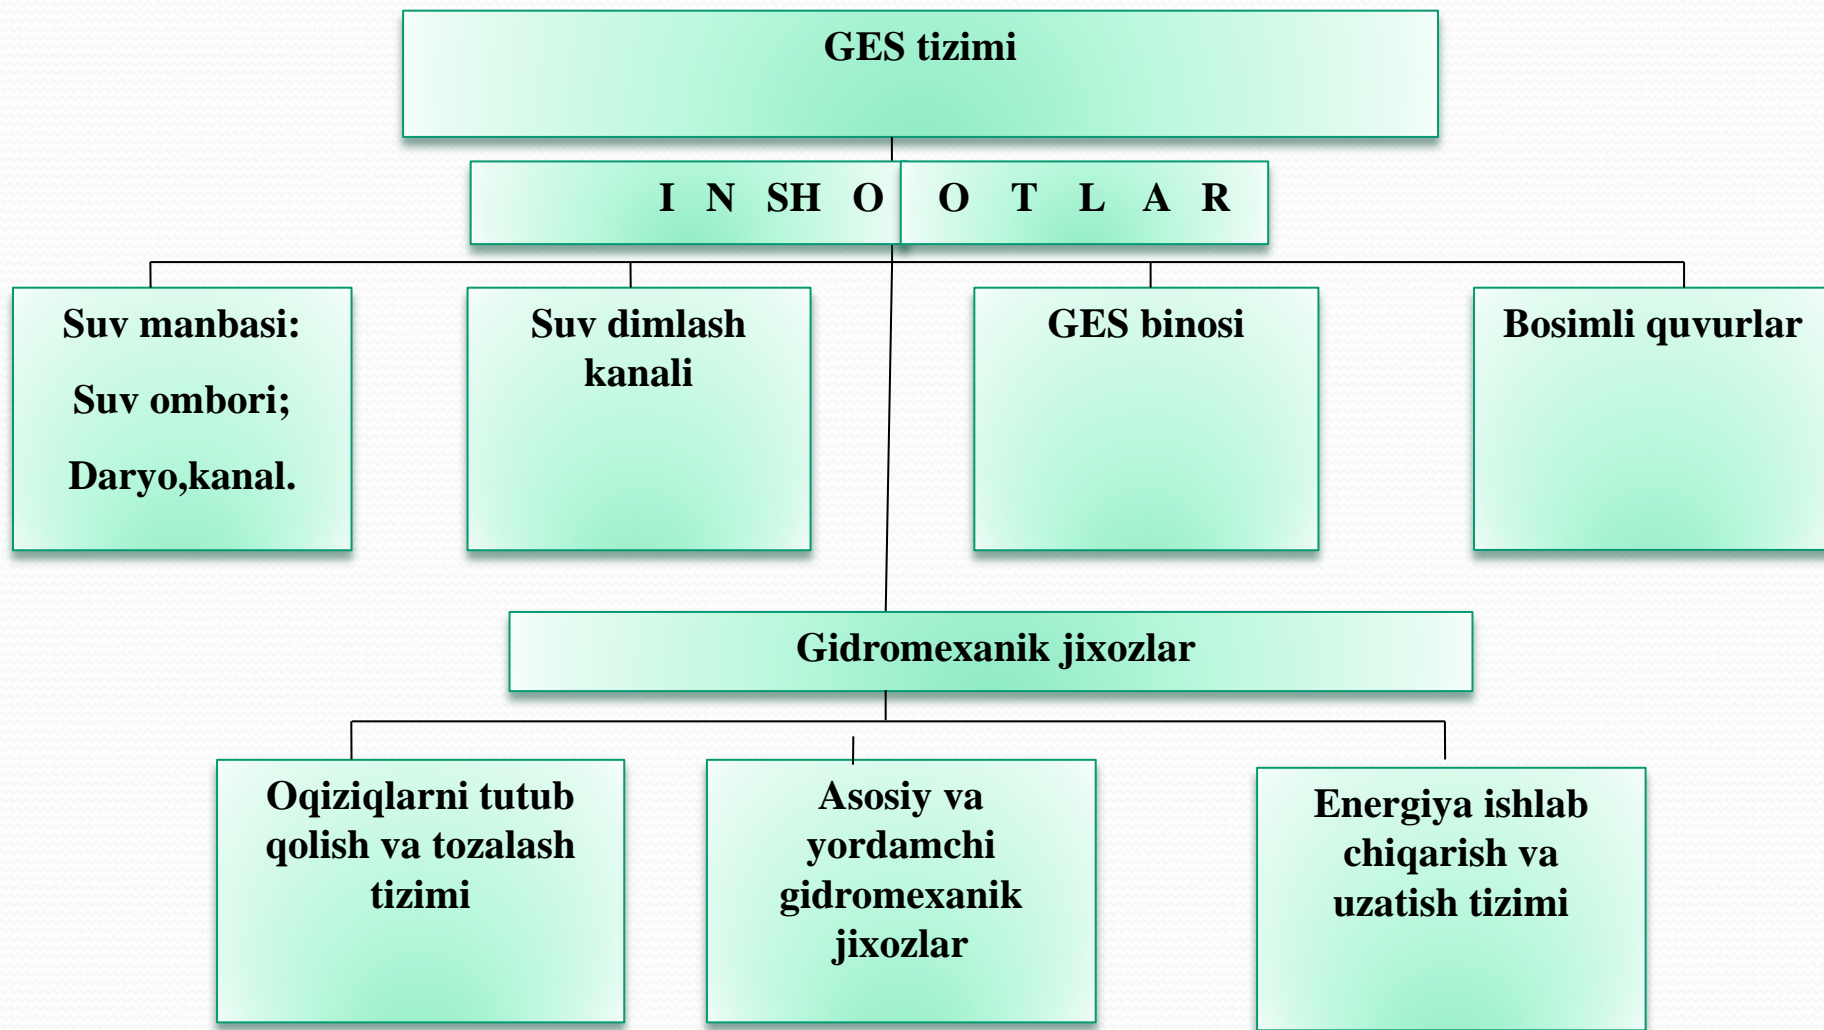 GES tizimi
I N SH O O T L A R
Suv manbasi:
Suv ombori;
Daryo,kanal.
Suv dimlash
kanali
GES binosi
Bosimli quvurlar
Gidromexanik jixozlar
Oqiziqlarni tutub
qolish va tozalash
tizimi
Asosiy va
yordamchi
gidromexanik
jixozlar
Energiya ishlab
chiqarish va
uzatish tizimi